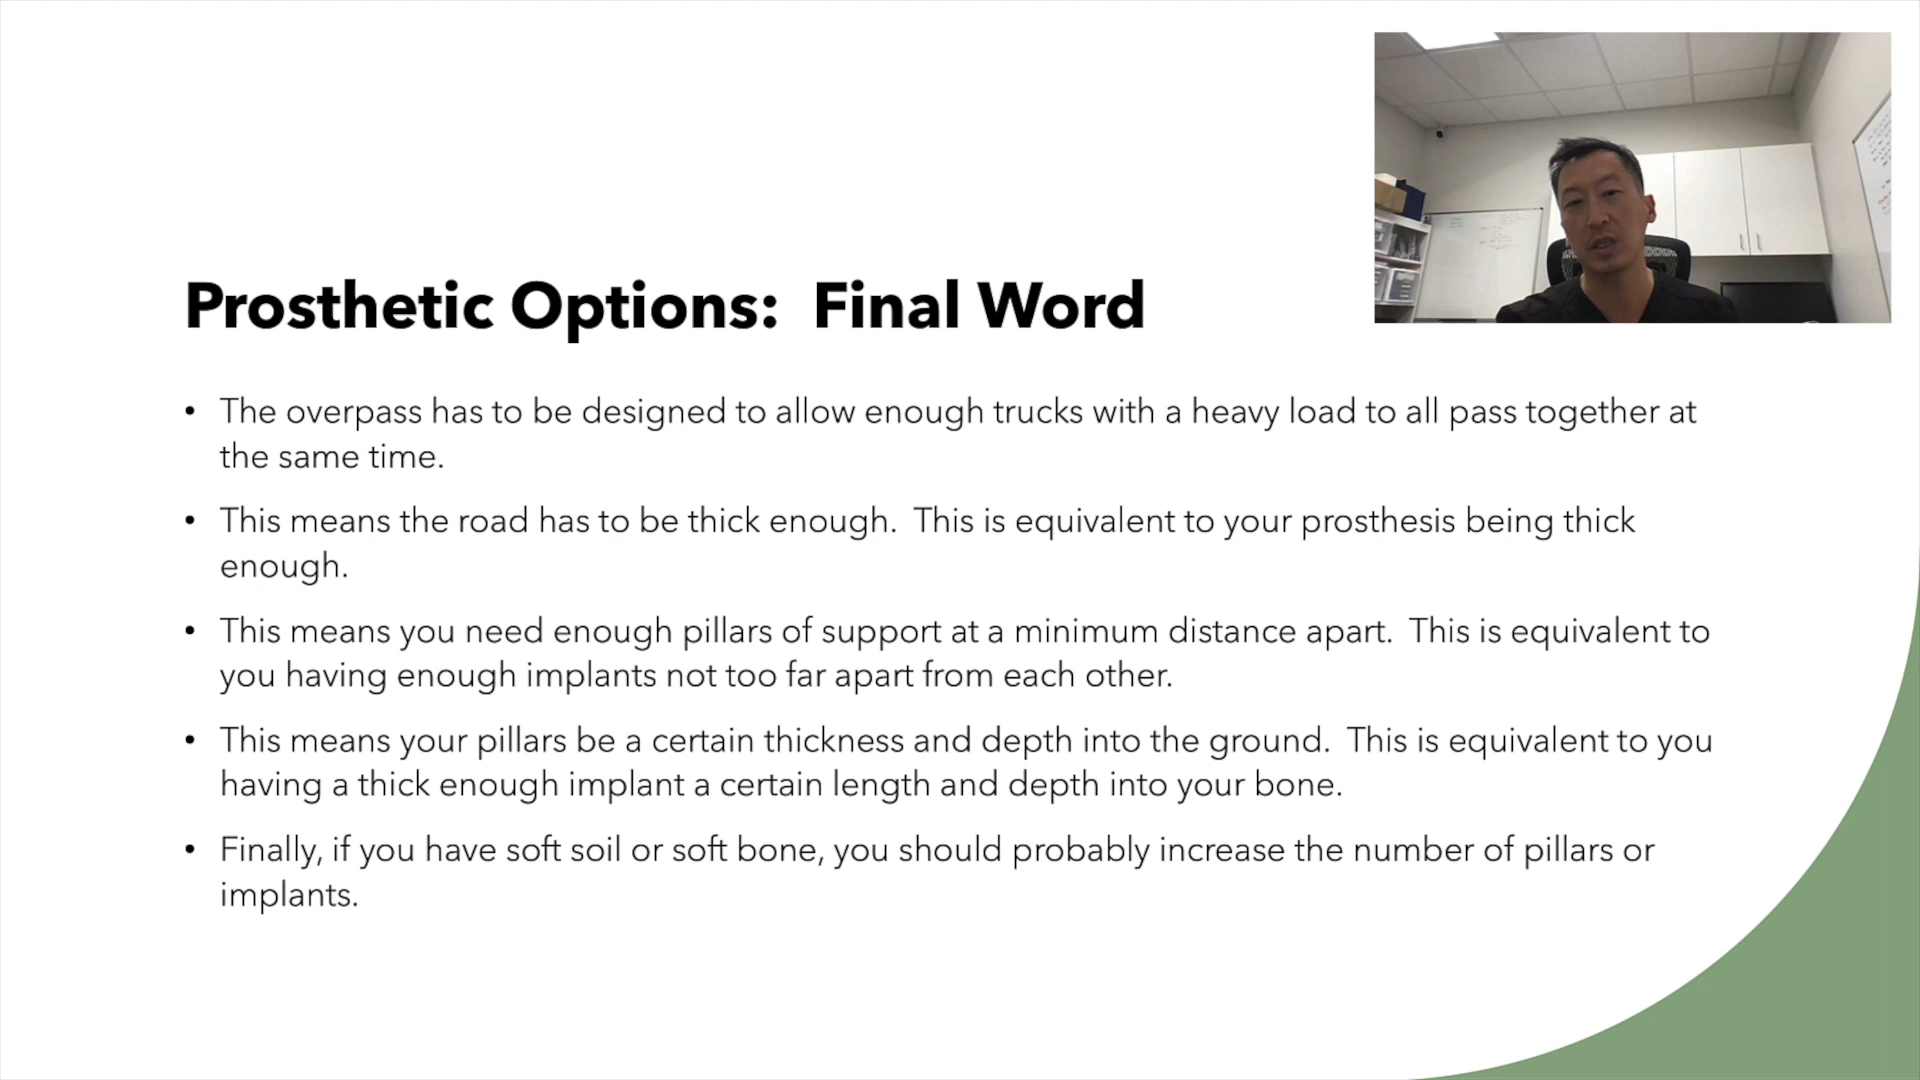 Prosthetic Options:  Final Word
• The overpass has to be designed to allow enough trucks with a heavy load to all pass together at
the same time.
• This means the road has to be thick enough.  This is equivalent to your prosthesis being thick
enough.
• This means you need enough pillars of support at a minimum distance apart.  This is equivalent to
you having enough implants not too far apart from each other.
• This means your pillars be a certain thickness and depth into the ground.  This is equivalent to you
having a thick enough implant a certain length and depth into your bone.
• Finally, if you have soft soil or soft bone, you should probably increase the number of pillars or
implants.